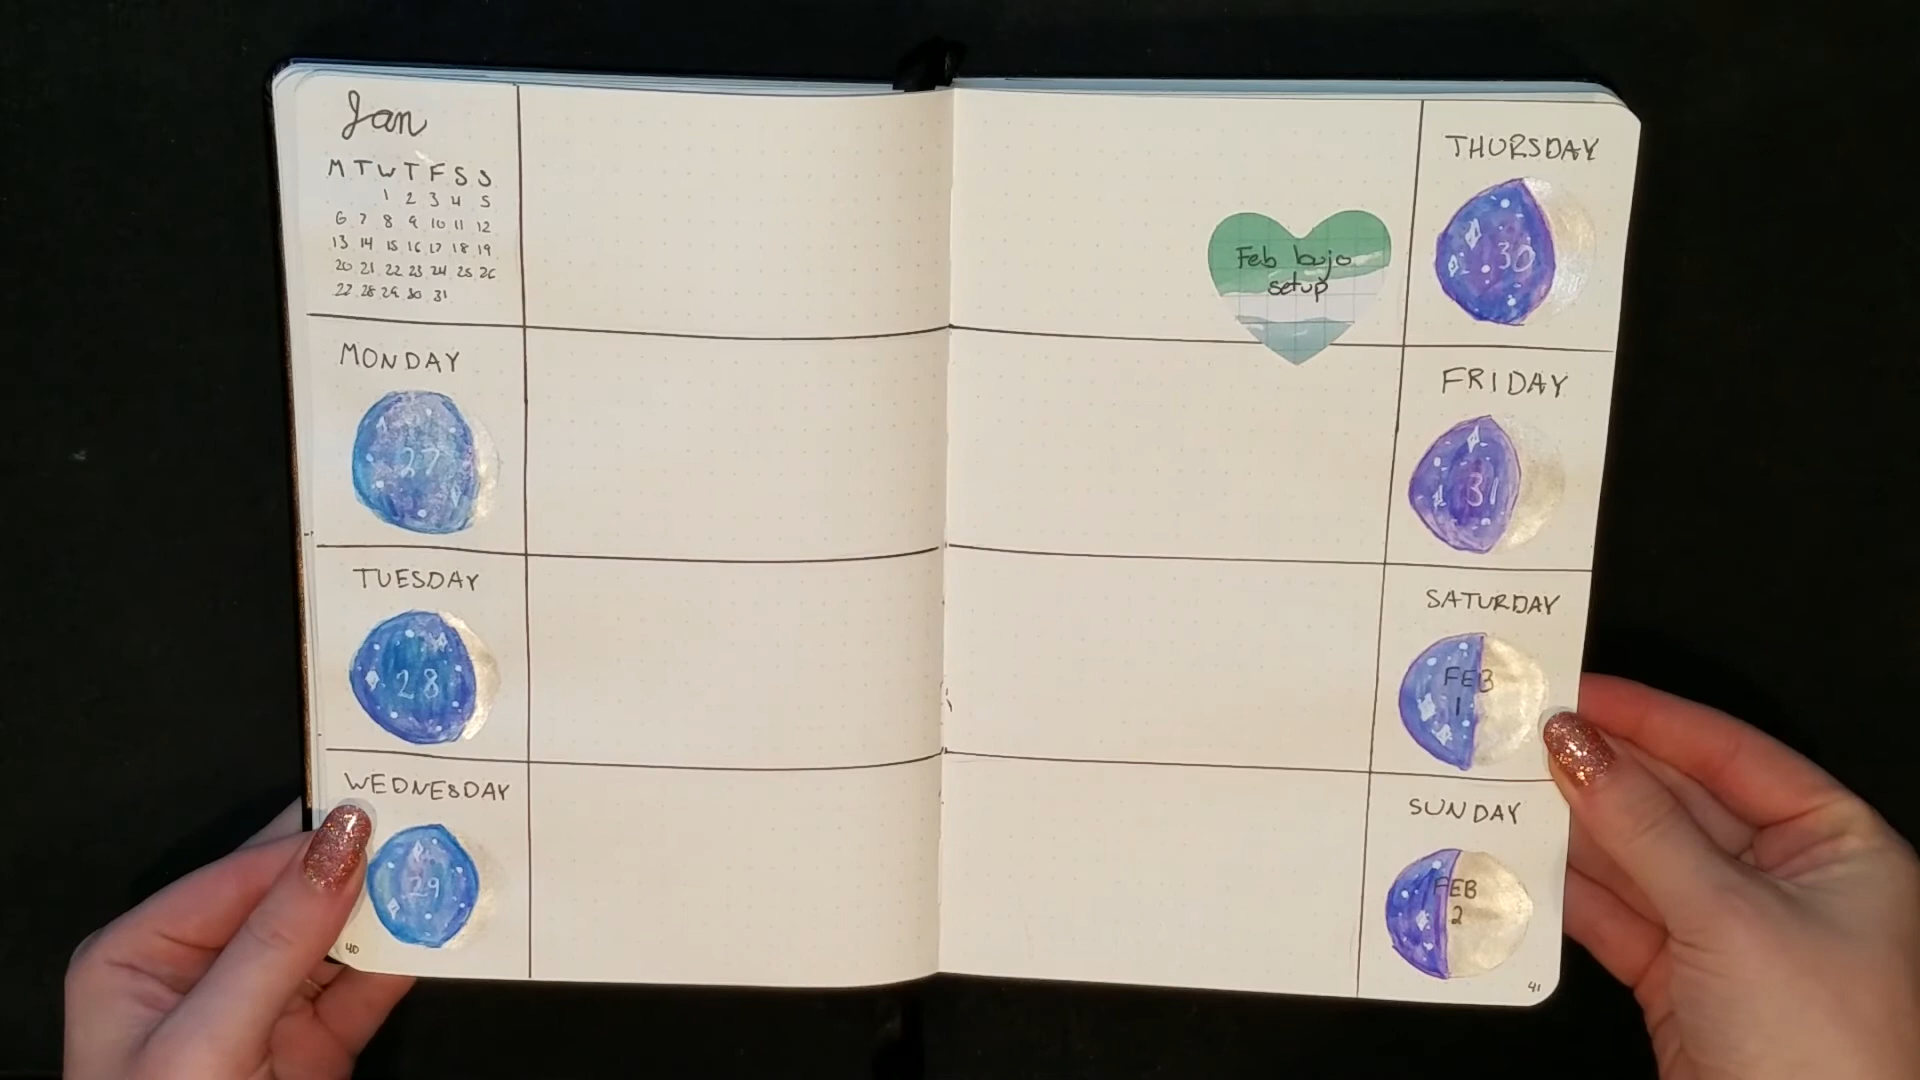 Jan
M T W T F S S
1 2 3 4 5
6 7 8 9 10 11 12
13 14 15 16 17 18 19
20 21 22 23 24 25 26
27 28 29 30 31
MONDAY
27
TUESDAY
28
WEDNESDAY
29
40
Feb bujo
setup
THURSDAY
30
FRIDAY
31
SATURDAY
FEB
1
SUNDAY
FEB
2
41